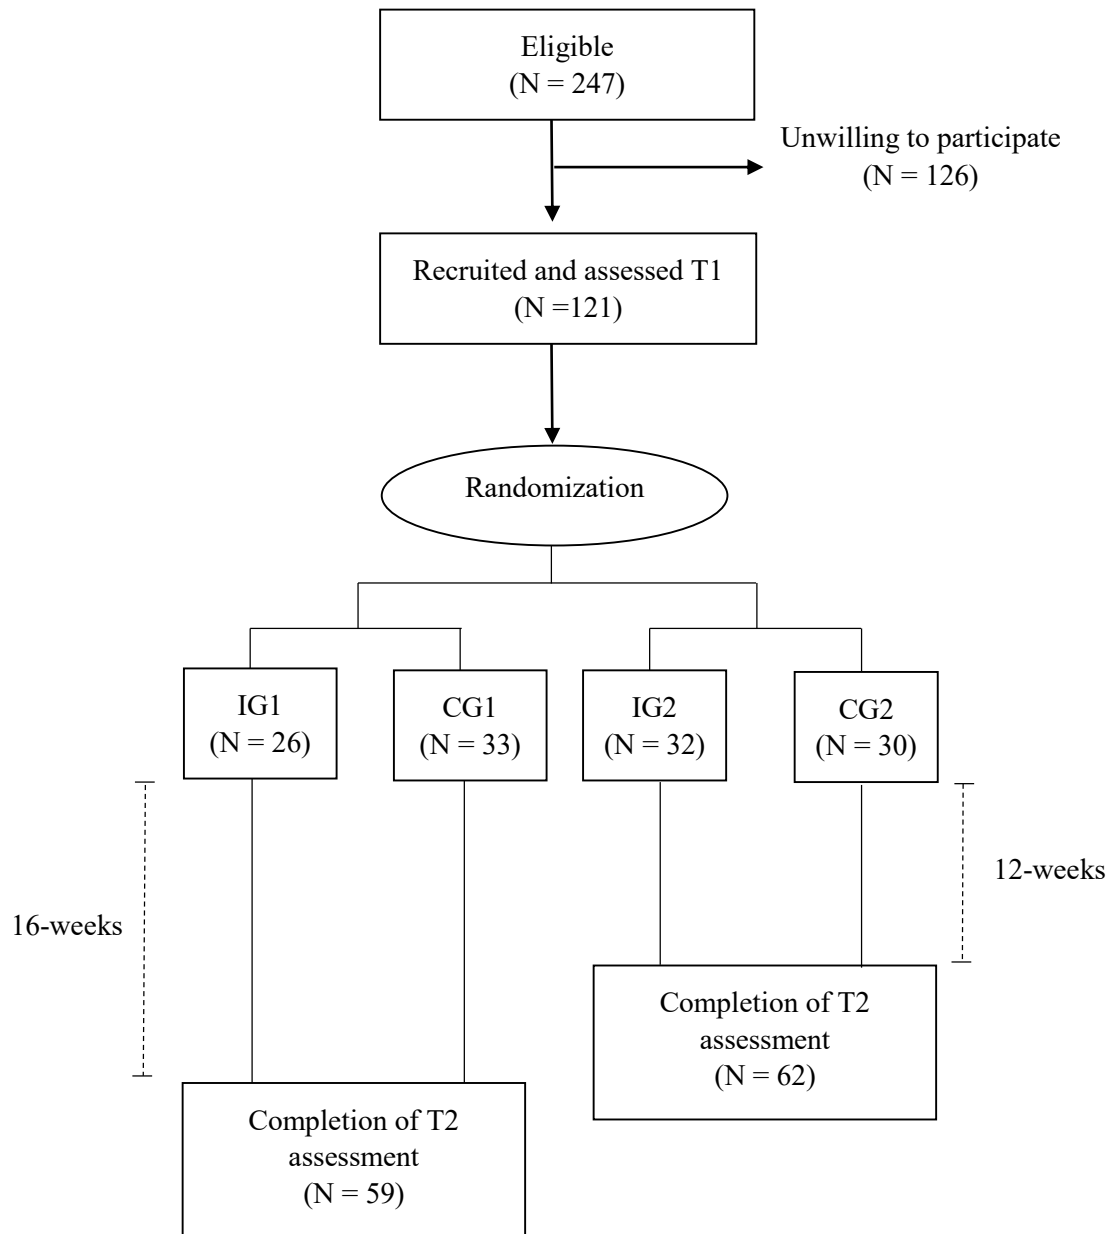 Eligible
(N = 247)
Unwilling to participate
(N = 126)
Recruited and assessed T1
(N =121)
Randomization
IG1
(N = 26)
CG1
(N = 33)
IG2
(N = 32)
CG2
(N = 30)
16-weeks
12-weeks
Completion of T2
assessment
(N = 62)
Completion of T2
assessment
(N = 59)